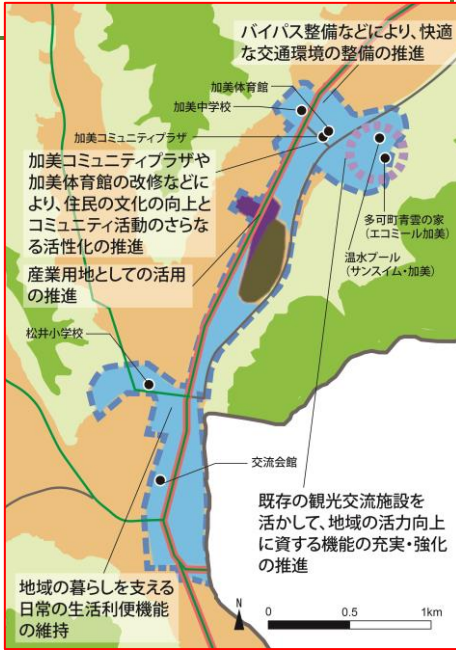 バイパス整備などにより、快適
な交通環境の整備の推進
加美体育館
加美中学校
加美コミュニティプラザ
加美コミュニティプラザや
加美体育館の改修などに
より、住民の文化の向上と
コミュニティ活動のさらな
る活性化の推進
多可町青雲の家
(エコミール加美)
温水プール
(サンスイム・加美)
産業用地としての活用
の推進
松井小学校
交流会館
既存の観光交流施設を
活かして、地域の活力向上
に資する機能の充実・強化
の推進
地域の暮らしを支える
日常の生活利便機能
の維持
N
0 0.5 1km